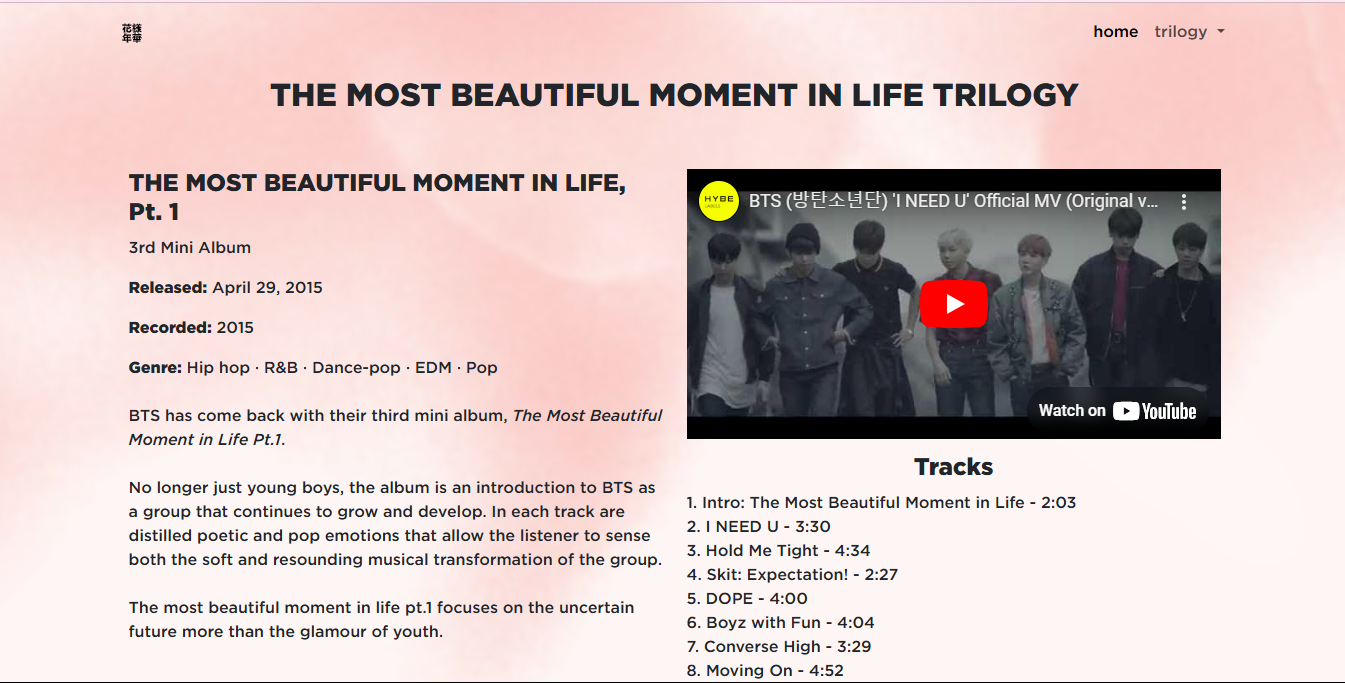 花樣
年華
home
trilogy
THE MOST BEAUTIFUL MOMENT IN LIFE TRILOGY
THE MOST BEAUTIFUL MOMENT IN LIFE,
Pt. 1
3rd Mini Album
Released: April 29, 2015
Recorded: 2015
Genre: Hip hop · R&B · Dance-pop · EDM · Pop
BTS has come back with their third mini album, The Most Beautiful
Moment in Life Pt.1.
No longer just young boys, the album is an introduction to BTS as
a group that continues to grow and develop. In each track are
distilled poetic and pop emotions that allow the listener to sense
both the soft and resounding musical transformation of the group.
The most beautiful moment in life pt.1 focuses on the uncertain
future more than the glamour of youth.
HYBE
LABELS
BTS (방탄소년단) 'I NEED U' Official MV (Original v...
Watch on YouTube
Tracks
1. Intro: The Most Beautiful Moment in Life - 2:03
2. I NEED U - 3:30
3. Hold Me Tight - 4:34
4. Skit: Expectation! - 2:27
5. DOPE - 4:00
6. Boyz with Fun - 4:04
7. Converse High - 3:29
8. Moving On - 4:52